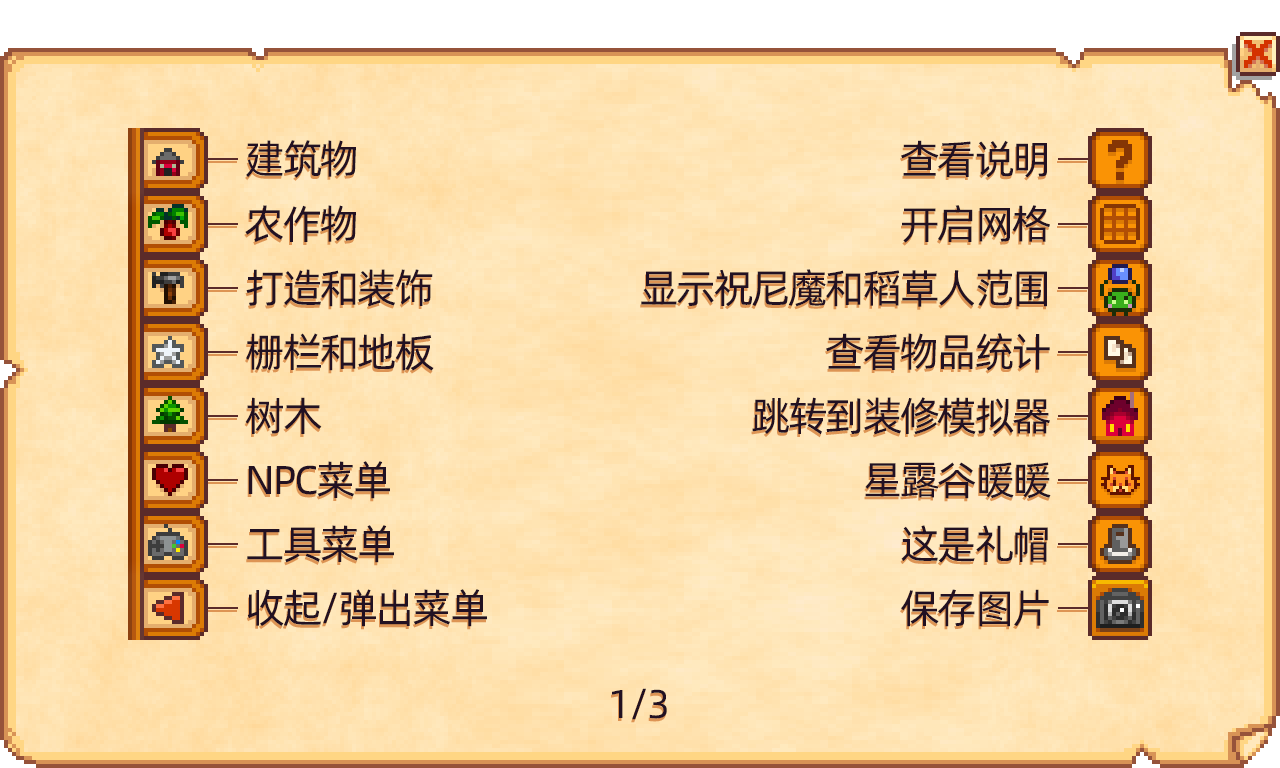 建筑物
农作物
打造和装饰
栅栏和地板
树木
NPC菜单
工具菜单
收起/弹出菜单
查看说明
开启网格
显示祝尼魔和稻草人范围
查看物品统计
跳转到装修模拟器
星露谷暖暖
这是礼帽
保存图片
1/3